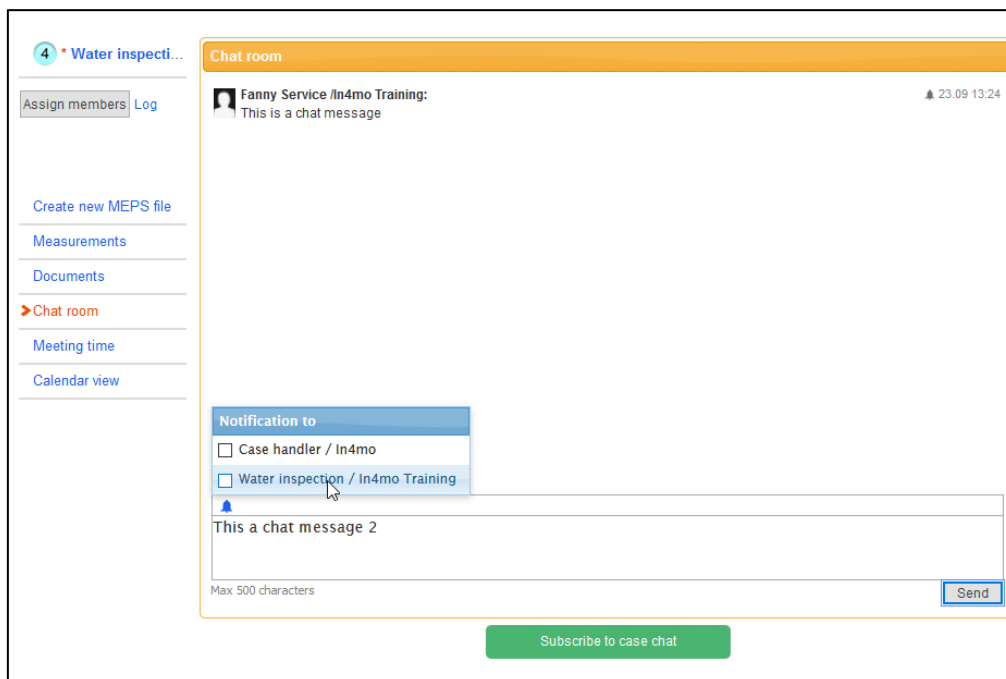 4 * Water inspecti...
Assign members Log
Create new MEPS file
Measurements
Documents
Chat room
Meeting time
Calendar view
Chat room
Fanny Service /In4mo Training:
23.09 13:24
This is a chat message
Notification to
Case handler / In4mo
Water inspection / In4mo Training
This a chat message 2
Max 500 characters
Send
Subscribe to case chat